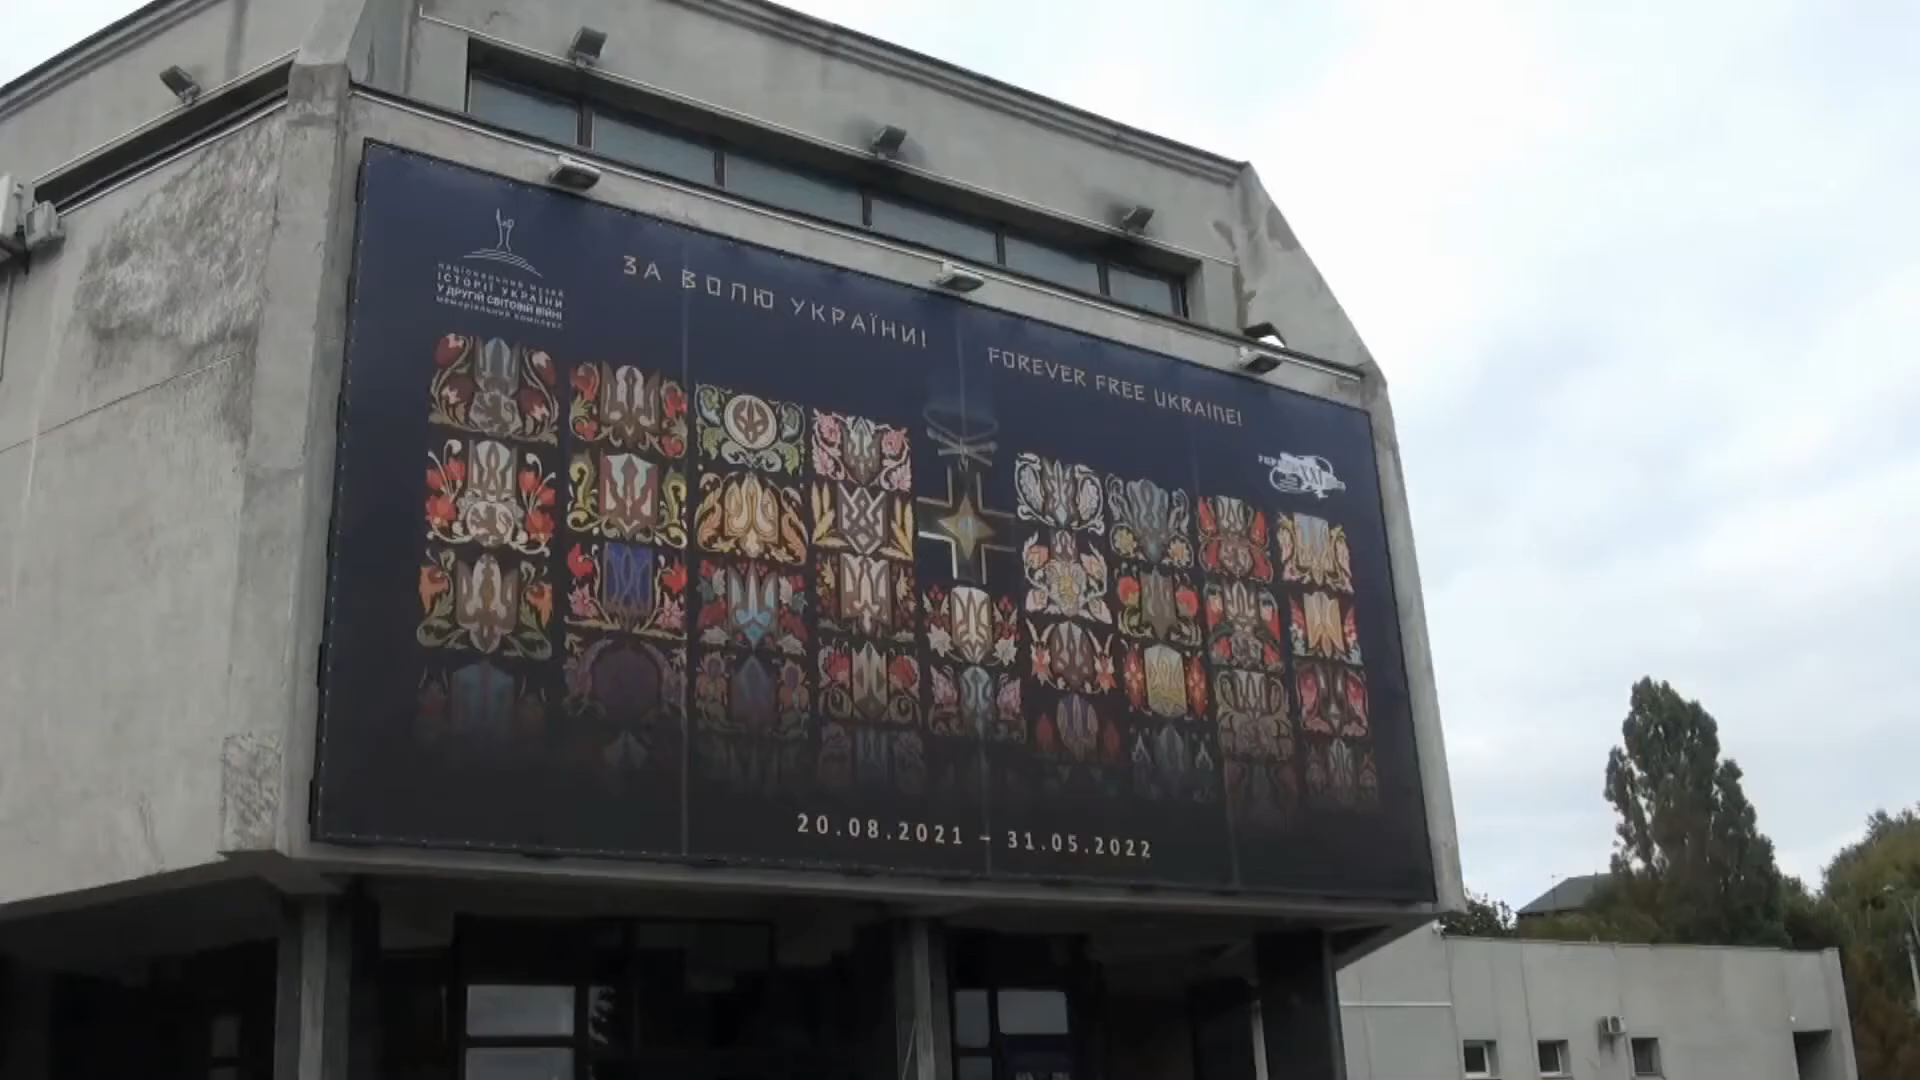 національний музей
ІСТОРІЇ УКРАЇНИ
У ДРУГІЙ СВІТОВІЙ ВІЙНІ
меморіальний комплекс
ЗА ВОЛЮ УКРАЇНИ!
FOREVER FREE UKRAINE!
20.08.2021 – 31.05.2022